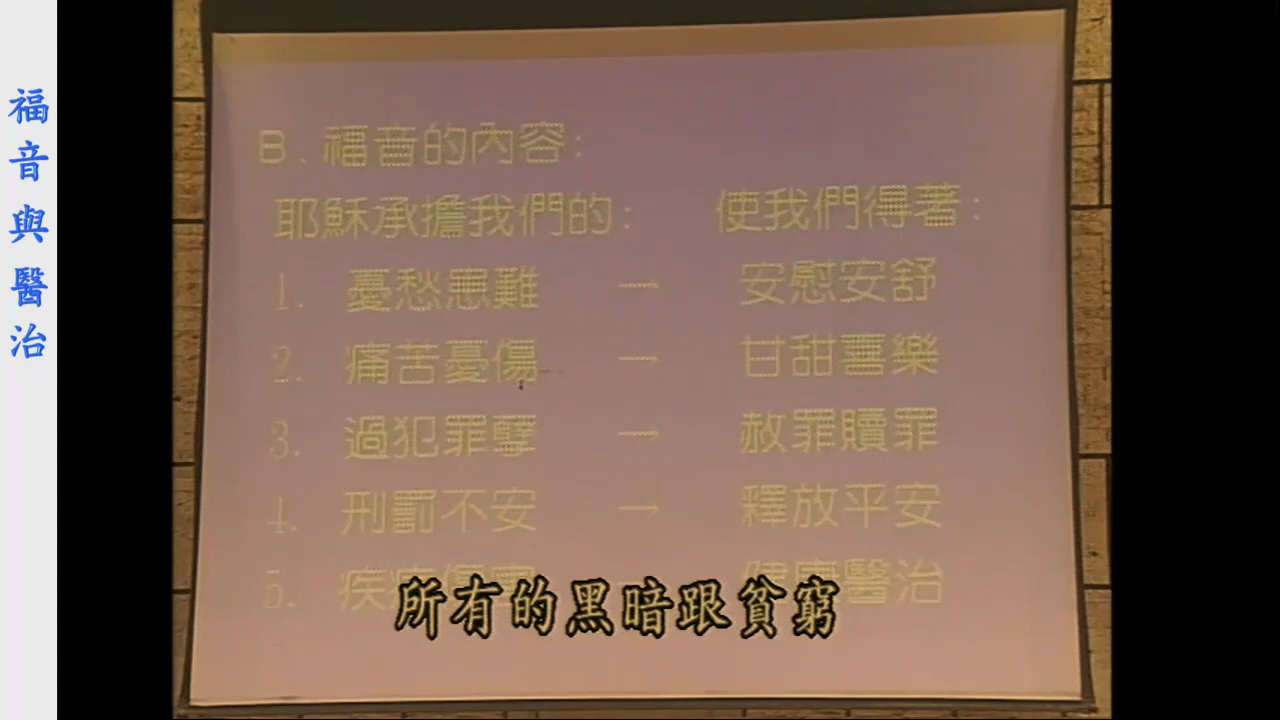 福音與醫治
B.福音的內容:
耶穌承擔我們的: 使我們得著:
1. 憂愁患難 → 安慰安舒
2. 痛苦憂傷 → 甘甜喜樂
3. 過犯罪孽 → 赦罪贖罪
4. 刑罰不安 → 釋放平安
5. 疾 醫治
所有的黑暗跟貧窮